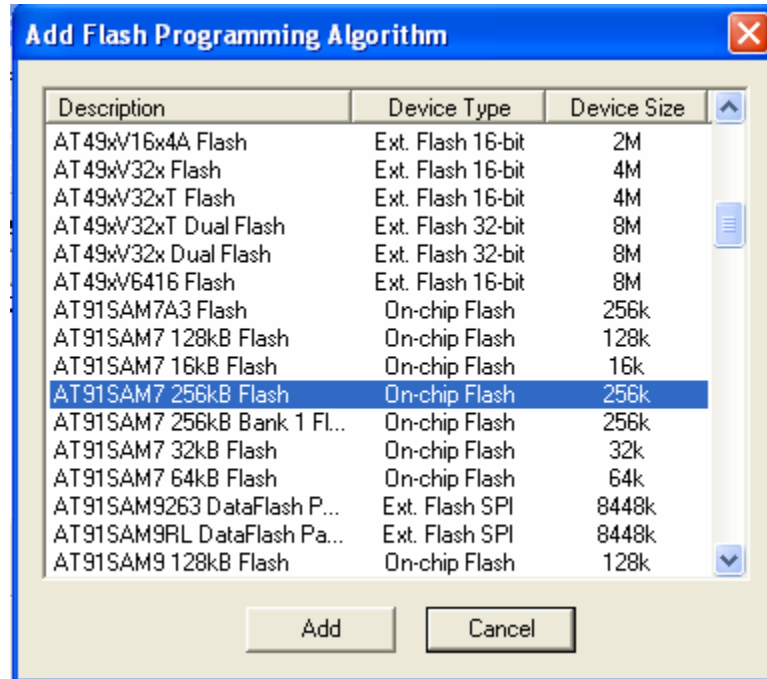 Add Flash Programming Algorithm
Description Device Type Device Size
AT49xV16x4A Flash Ext. Flash 16-bit 2M
AT49xV32x Flash Ext. Flash 16-bit 4M
AT49xV32xT Flash Ext. Flash 16-bit 4M
AT49xV32xT Dual Flash Ext. Flash 32-bit 8M
AT49xV32x Dual Flash Ext. Flash 32-bit 8M
AT49xV6416 Flash Ext. Flash 16-bit 8M
AT91SAM7A3 Flash On-chip Flash 256k
AT91SAM7 128kB Flash On-chip Flash 128k
AT91SAM7 16kB Flash On-chip Flash 16k
AT91SAM7 256kB Flash On-chip Flash 256k
AT91SAM7 256kB Bank 1 Fl... On-chip Flash 256k
AT91SAM7 32kB Flash On-chip Flash 32k
AT91SAM7 64kB Flash On-chip Flash 64k
AT91SAM9263 DataFlash P... Ext. Flash SPI 8448k
AT91SAM9RL DataFlash Pa... Ext. Flash SPI 8448k
AT91SAM9 128kB Flash On-chip Flash 128k
Add Cancel